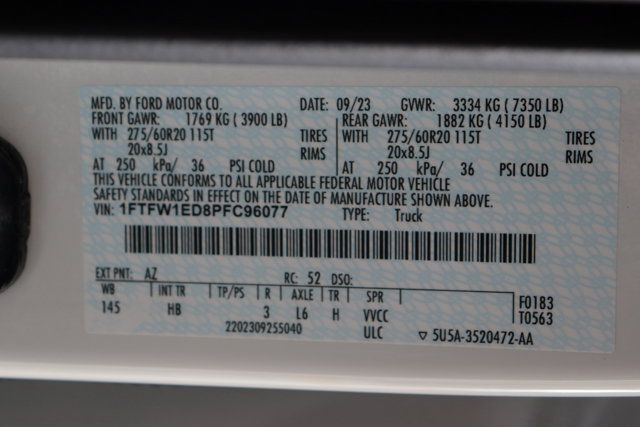 MFD. BY FORD MOTOR CO. DATE: 09/23 GVWR: 3334 KG ( 7350 LB)
FRONT GAWR: 1769 KG ( 3900 LB) REAR GAWR: 1882 KG ( 4150 LB)
WITH 275/60R20 115T TIRES WITH 275/60R20 115T TIRES
20x8.5J RIMS 20x8.5J RIMS
AT 250 kPa/ 36 PSI COLD AT 250 kPa/ 36 PSI COLD
THIS VEHICLE CONFORMS TO ALL APPLICABLE FEDERAL MOTOR VEHICLE
SAFETY STANDARDS IN EFFECT ON THE DATE OF MANUFACTURE SHOWN ABOVE.
VIN: 1FTFW1ED8PFC96077 TYPE: Truck
EXT PNT: AZ RC: 52 DSO:
WB INT TR TP/PS R AXLE TR SPR F0183
145 HB 3 L6 H VVCC T0563
2202309255040 ULC ▽ 5U5A-3520472-AA